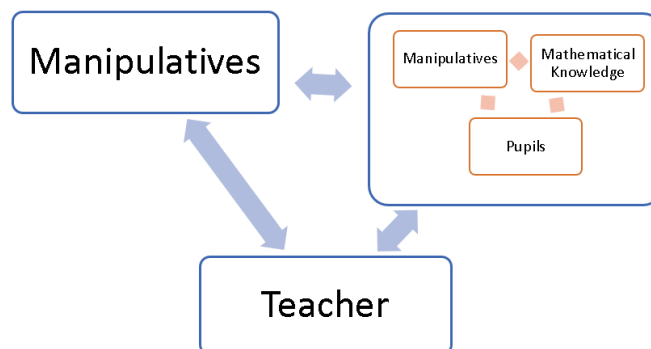 Manipulatives
Manipulatives
Mathematical
Knowledge
Pupils
Teacher